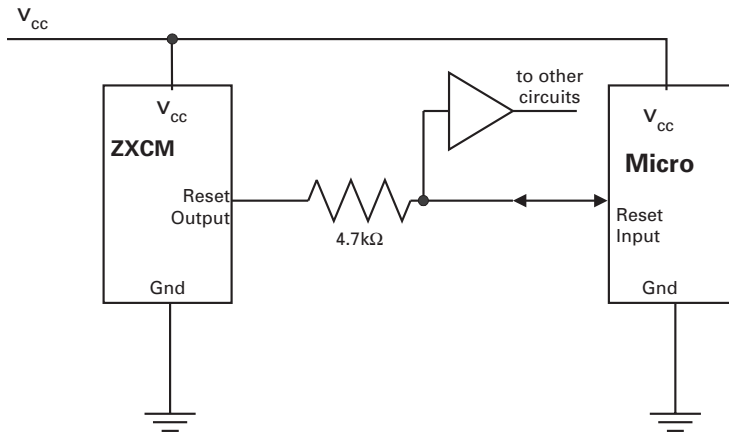 Vcc
Vcc
ZXCM
Reset
Output
Gnd
4.7kΩ
to other
circuits
Vcc
Micro
Reset
Input
Gnd